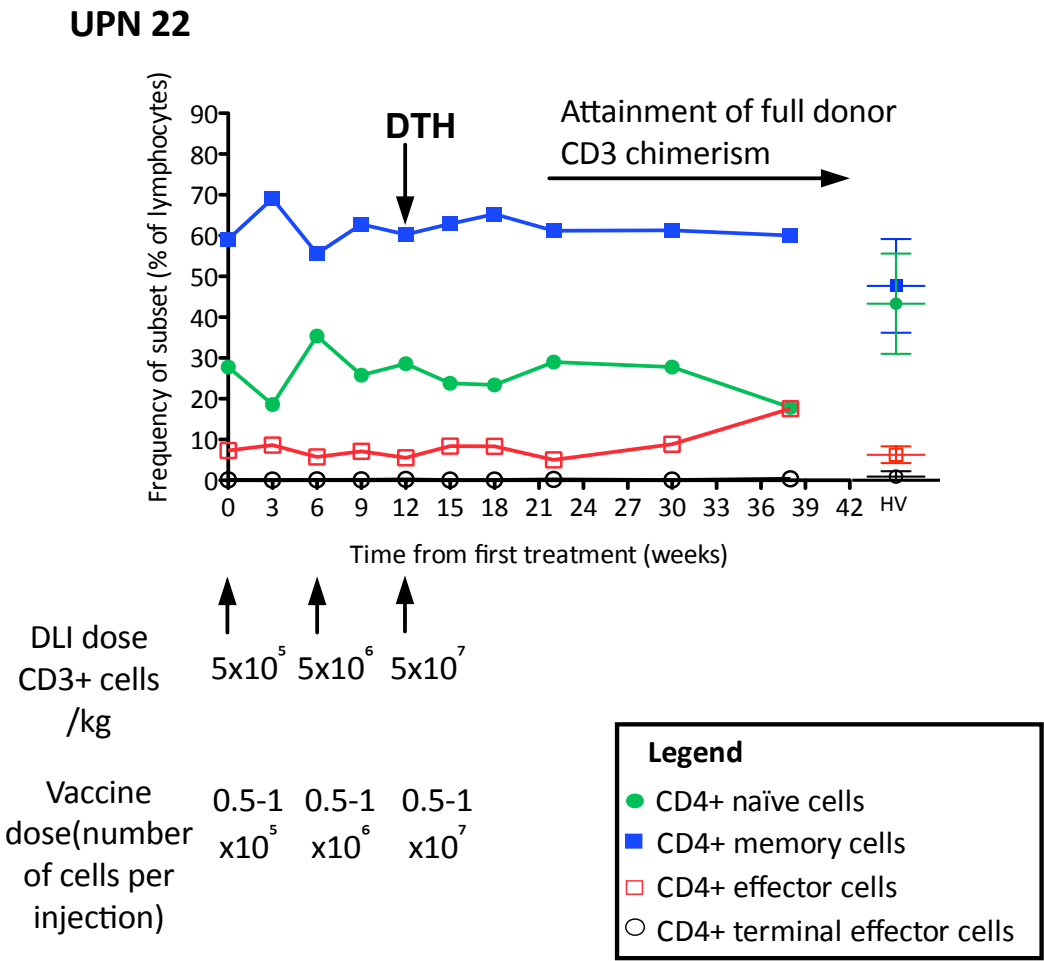 UPN 22
Frequency of subset (% of lymphocytes)
90
80
70
60
50
40
30
20
10
0
DTH
Attainment of full donor
CD3 chimerism
0 3 6 9 12 15 18 21 24 27 30 33 36 39 42 HV
Time from first treatment (weeks)
DLI dose
CD3+ cells
/kg
5x10⁵ 5x10⁶ 5x10⁷
Vaccine
dose(number
of cells per
injection)
0.5-1 0.5-1 0.5-1
x10⁵ x10⁶ x10⁷
Legend
CD4+ naïve cells
CD4+ memory cells
CD4+ effector cells
CD4+ terminal effector cells